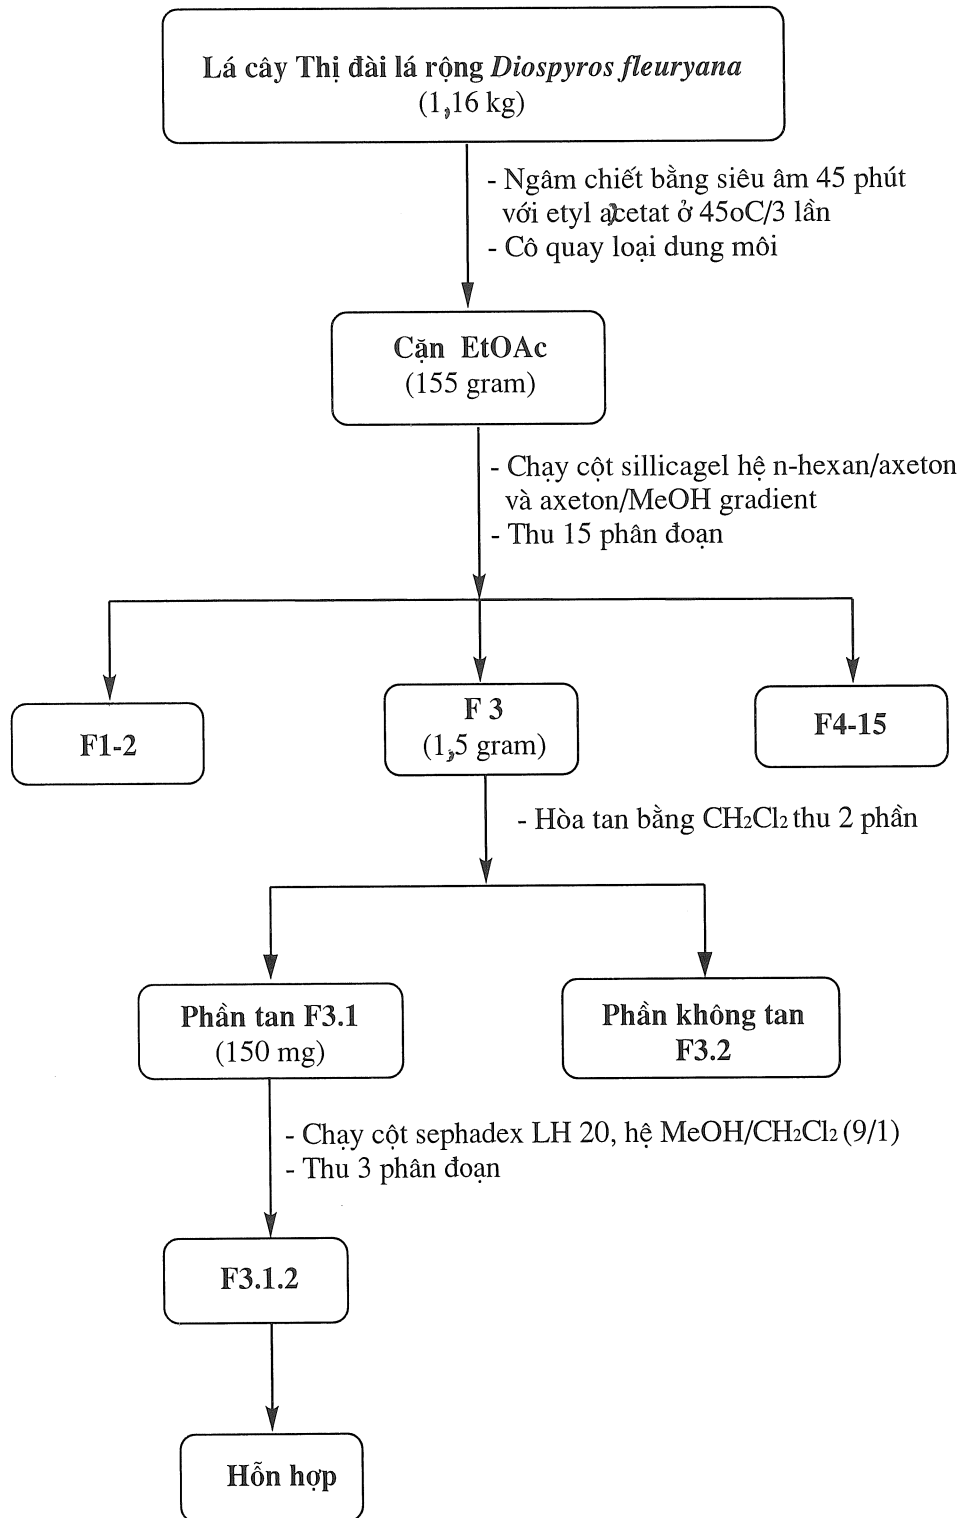 Lá cây Thị đài lá rộng Diospyros fleuryana
(1,16 kg)
- Ngâm chiết bằng siêu âm 45 phút
với etyl acetat ở 45oC/3 lần
- Cô quay loại dung môi
Cặn EtOAc
(155 gram)
- Chạy cột sillicagel hệ n-hexan/axeton
và axeton/MeOH gradient
- Thu 15 phân đoạn
F1-2
F 3
(1,5 gram)
F4-15
- Hòa tan bằng CH2Cl2 thu 2 phần
Phần tan F3.1
(150 mg)
Phần không tan
F3.2
- Chạy cột sephadex LH 20, hệ MeOH/CH2Cl2 (9/1)
- Thu 3 phân đoạn
F3.1.2
Hỗn hợp